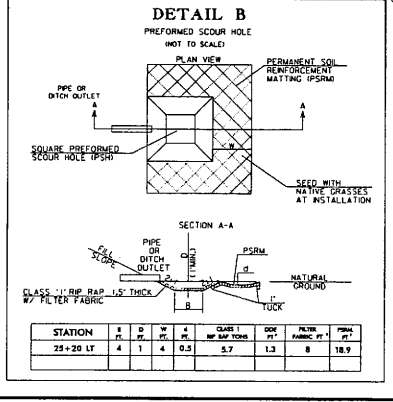 DETAIL B
PREFORMED SCOUR HOLE
(NOT TO SCALE)
PLAN VIEW
PERMANENT SOIL
REINFORCEMENT
MATTING (PSRM)
PIPE OR
DITCH OUTLET
A
A
W
SQUARE PREFORMED
SCOUR HOLE (PSH)
SEED WITH
NATIVE GRASSES
AT INSTALLATION
SECTION A-A
PIPE
OR
DITCH
OUTLET
FILL
SLOPE
D
(1'MIN.)
PSRM
d
NATURAL
GROUND
CLASS 'I' RIP RAP 1.5' THICK
W/ FILTER FABRIC
B
1'
TUCK
STATION B FT. D FT. W FT. d FT. CLASS 1 RIP RAP TONS DDE FILTER FABRIC PSRM
25+20 LT 4 1 4 0.5 5.7 1.3 8 18.9